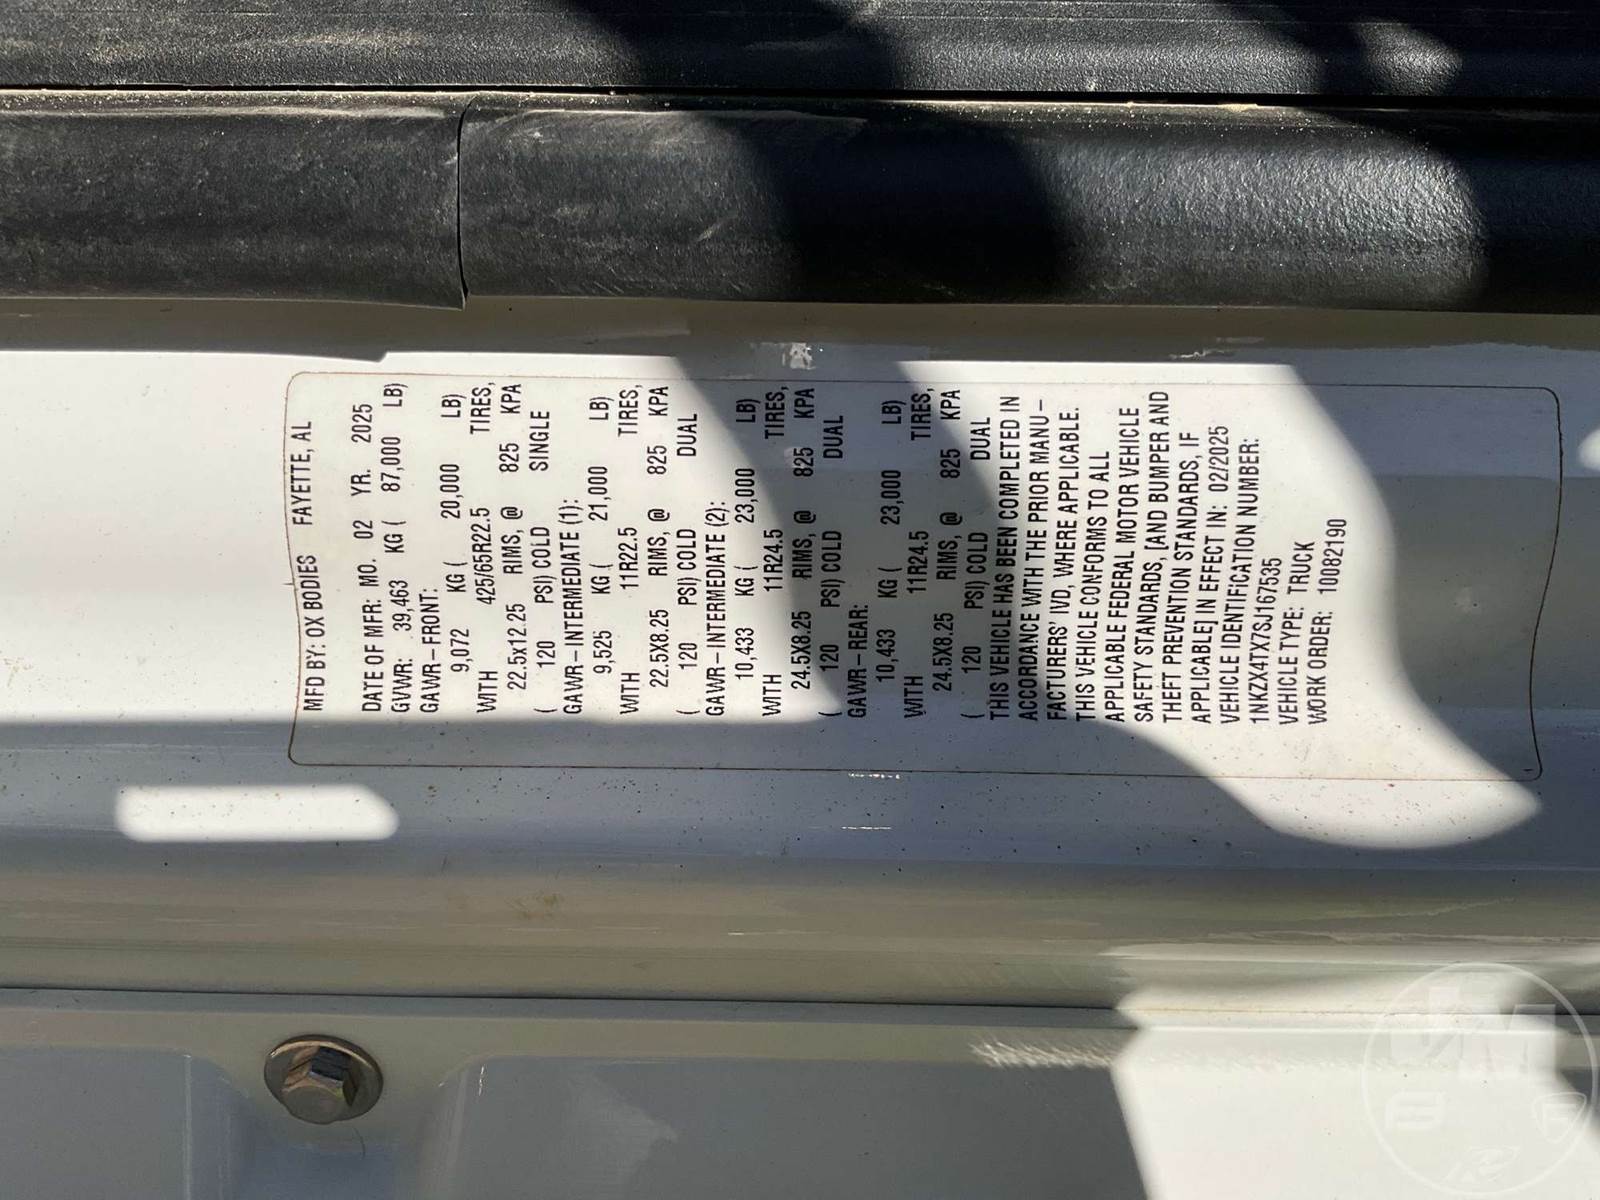 MFD BY: OX BODIES FAYETTE, AL
DATE OF MFR: MO. 02 YR. 2025
GVWR: 39,463 KG ( 87,000 LB)
GAWR-FRONT:
9,072 KG ( 20,000 LB)
WITH 425/65R22.5 TIRES,
22.5x12.25 RIMS, @ 825 KPA
( 120 PSI) COLD SINGLE
GAWR-INTERMEDIATE (1):
9,525 KG ( 21,000 LB)
WITH 11R22.5 TIRES,
22.5X8.25 RIMS, @ 825 KPA
( 120 PSI) COLD DUAL
GAWR-INTERMEDIATE (2):
10,433 KG ( 23,000 LB)
WITH 11R24.5 TIRES,
24.5X8.25 RIMS, @ 825 KPA
( 120 PSI) COLD DUAL
GAWR-REAR:
10,433 KG ( 23,000 LB)
WITH 11R24.5 TIRES,
24.5X8.25 RIMS, @ 825 KPA
( 120 PSI) COLD DUAL
THIS VEHICLE HAS BEEN COMPLETED IN
ACCORDANCE WITH THE PRIOR MANU-
FACTURERS' IVD, WHERE APPLICABLE.
THIS VEHICLE CONFORMS TO ALL
APPLICABLE FEDERAL MOTOR VEHICLE
SAFETY STANDARDS, [AND BUMPER AND
THEFT PREVENTION STANDARDS, IF
APPLICABLE] IN EFFECT IN: 02/2025
VEHICLE IDENTIFICATION NUMBER:
1NKZX4TX7SJ167535
VEHICLE TYPE: TRUCK
WORK ORDER: 10082190